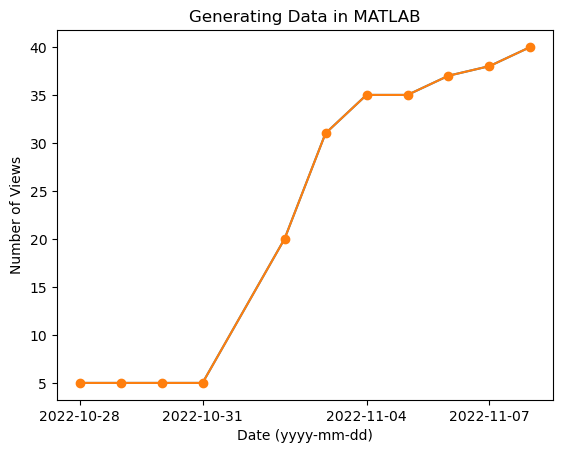 Generating Data in MATLAB
Number of Views
40
35
30
25
20
15
10
5
2022-10-28 2022-10-31 2022-11-04 2022-11-07
Date (yyyy-mm-dd)